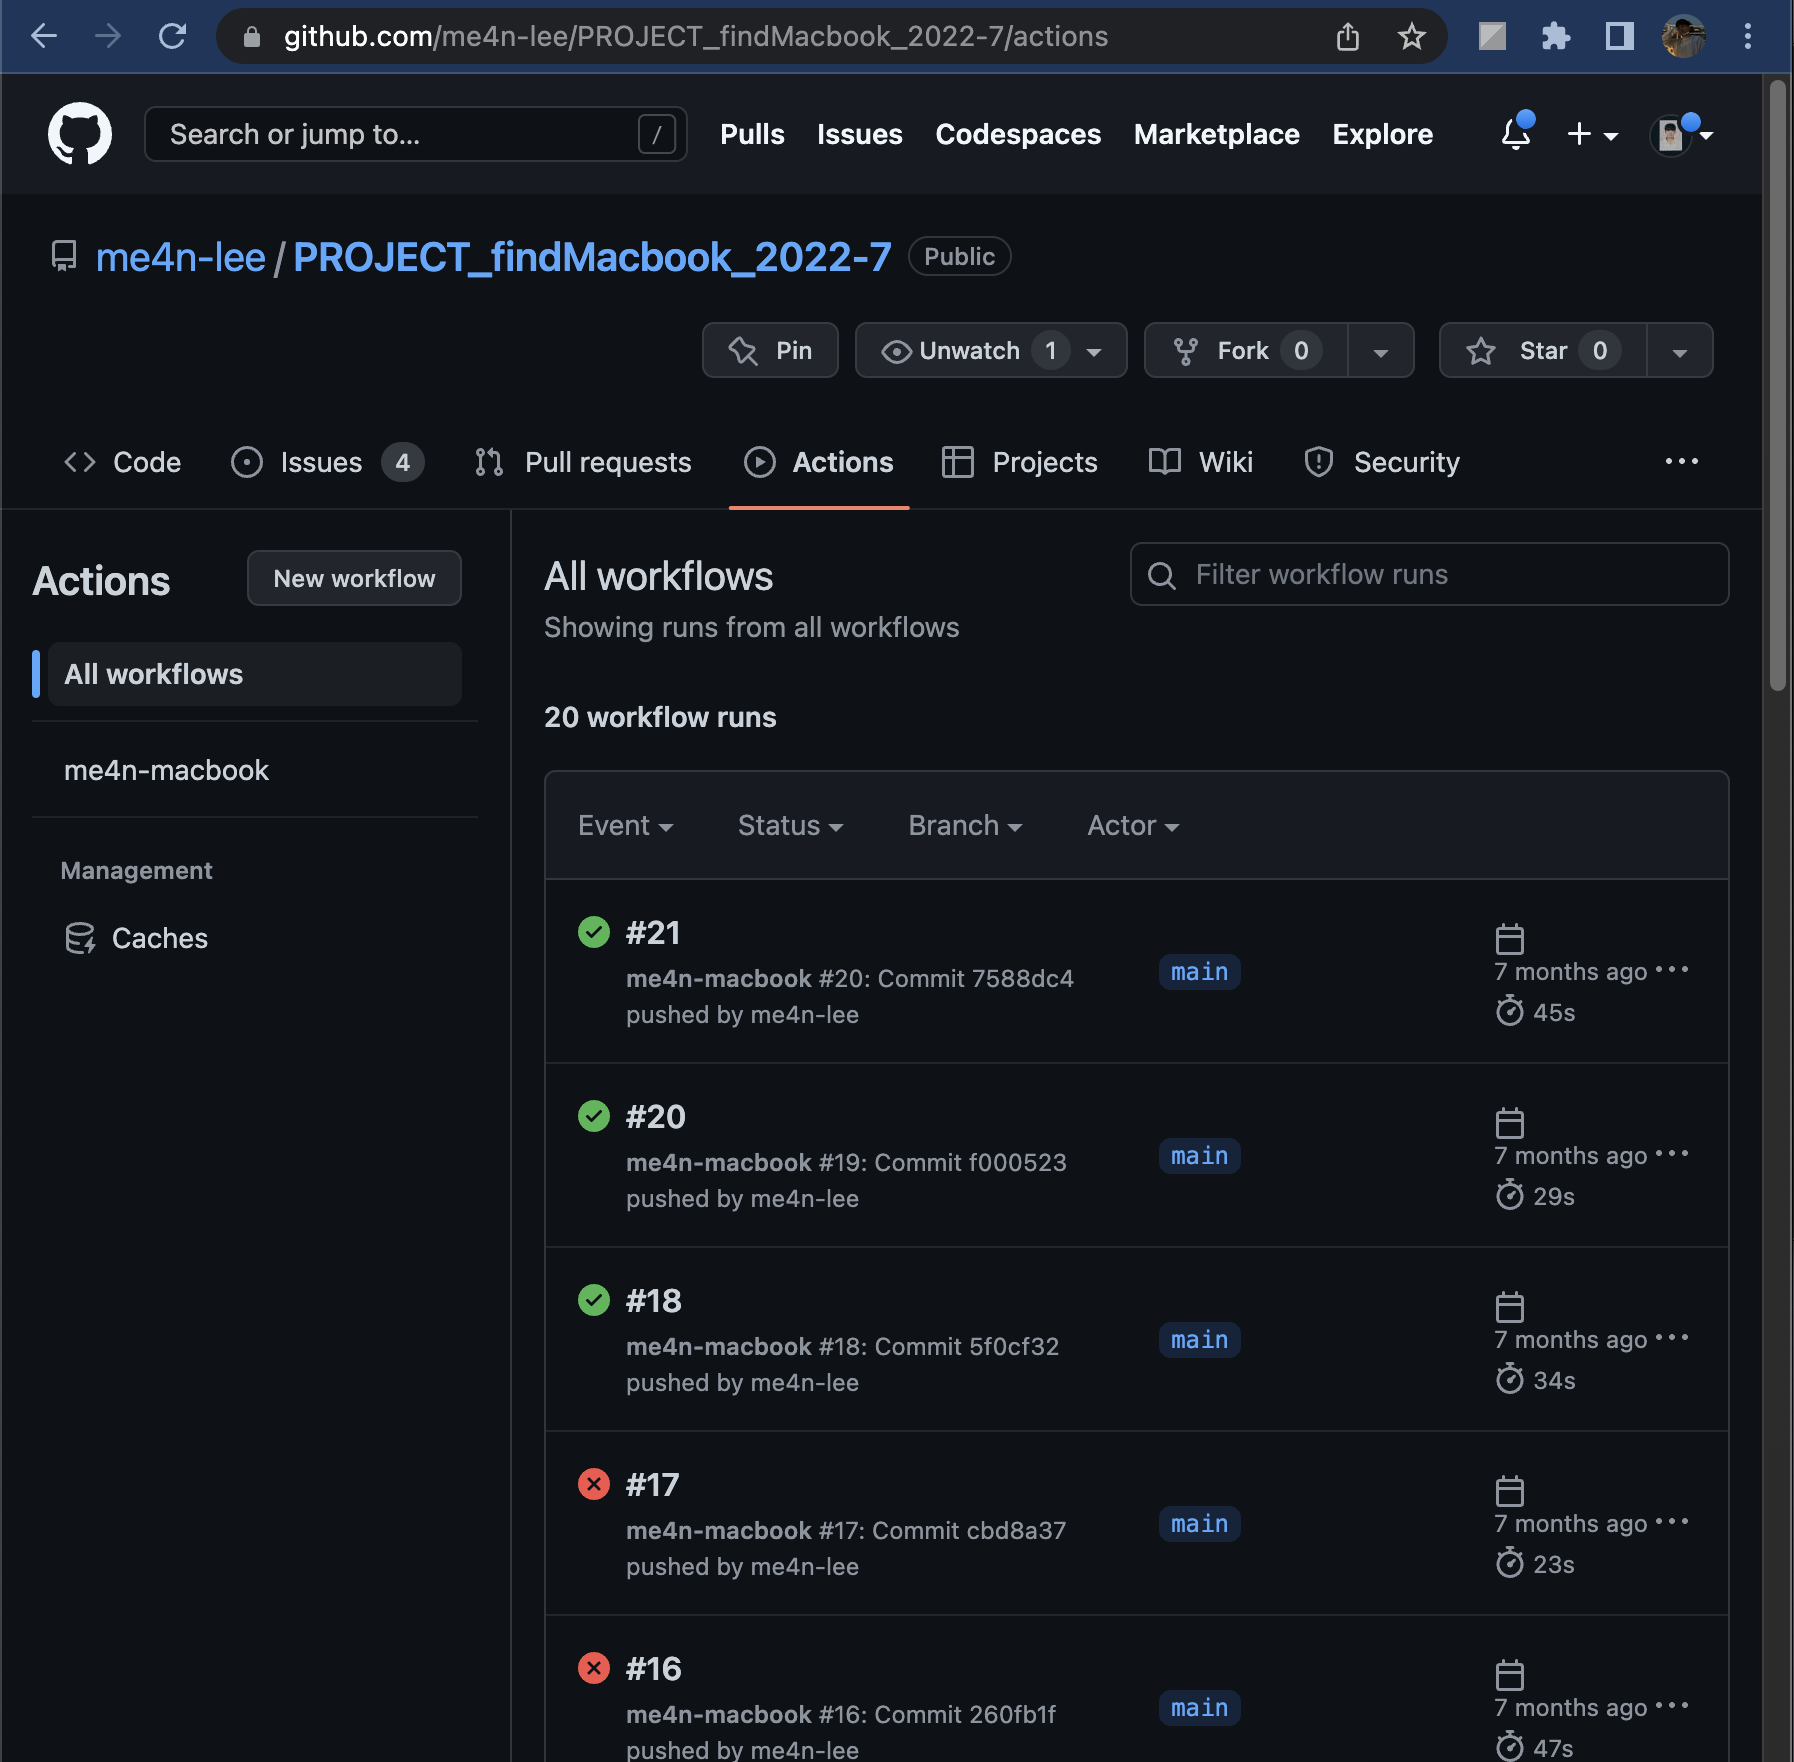 github.com/me4n-lee/PROJECT_findMacbook_2022-7/actions
Search or jump to... /
Pulls Issues Codespaces Marketplace Explore
me4n-lee / PROJECT_findMacbook_2022-7 Public
Pin Unwatch 1 Fork 0 Star 0
Code Issues 4 Pull requests Actions Projects Wiki Security ...
Actions
New workflow
All workflows
me4n-macbook
Management
Caches
All workflows
Filter workflow runs
Showing runs from all workflows
20 workflow runs
Event Status Branch Actor
#21
me4n-macbook #20: Commit 7588dc4
pushed by me4n-lee
main
7 months ago ...
45s
#20
me4n-macbook #19: Commit f000523
pushed by me4n-lee
main
7 months ago ...
29s
#18
me4n-macbook #18: Commit 5f0cf32
pushed by me4n-lee
main
7 months ago ...
34s
#17
me4n-macbook #17: Commit cbd8a37
pushed by me4n-lee
main
7 months ago ...
23s
#16
me4n-macbook #16: Commit 260fb1f
pushed by me4n-lee
main
7 months ago ...
47s